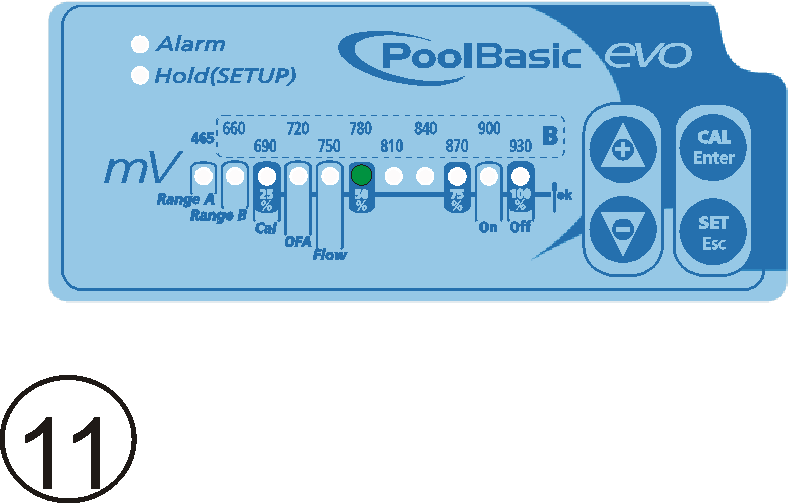 Alarm
Hold(SETUP)
PoolBasic evo
465 660 690 720 750 780 810 840 870 900 930 B
mV
25 % 50 % 75 % 100 % ok
Range A Range B Cal OFA Flow On Off
CAL
Enter
SET
Esc
11